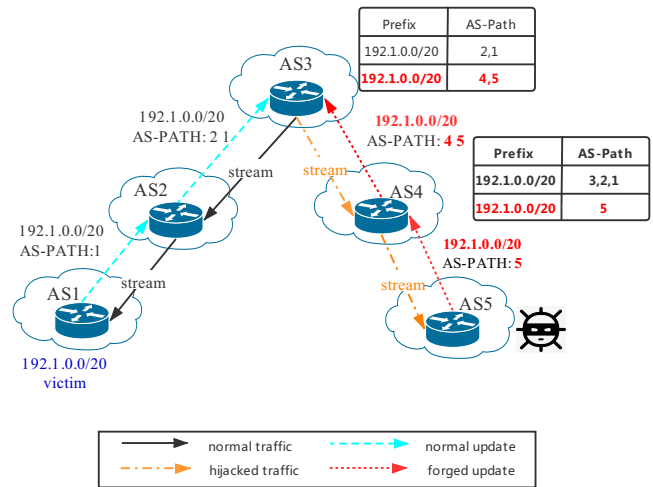 Prefix AS-Path
192.1.0.0/20 2,1
192.1.0.0/20 4,5
AS3
192.1.0.0/20
AS-PATH: 2 1
192.1.0.0/20
AS-PATH: 4 5
Prefix AS-Path
192.1.0.0/20 3,2,1
192.1.0.0/20 5
stream
stream
AS2
AS4
192.1.0.0/20
AS-PATH:1
192.1.0.0/20
AS-PATH: 5
stream
stream
AS1
AS5
192.1.0.0/20
victim
normal traffic
normal update
hijacked traffic
forged update